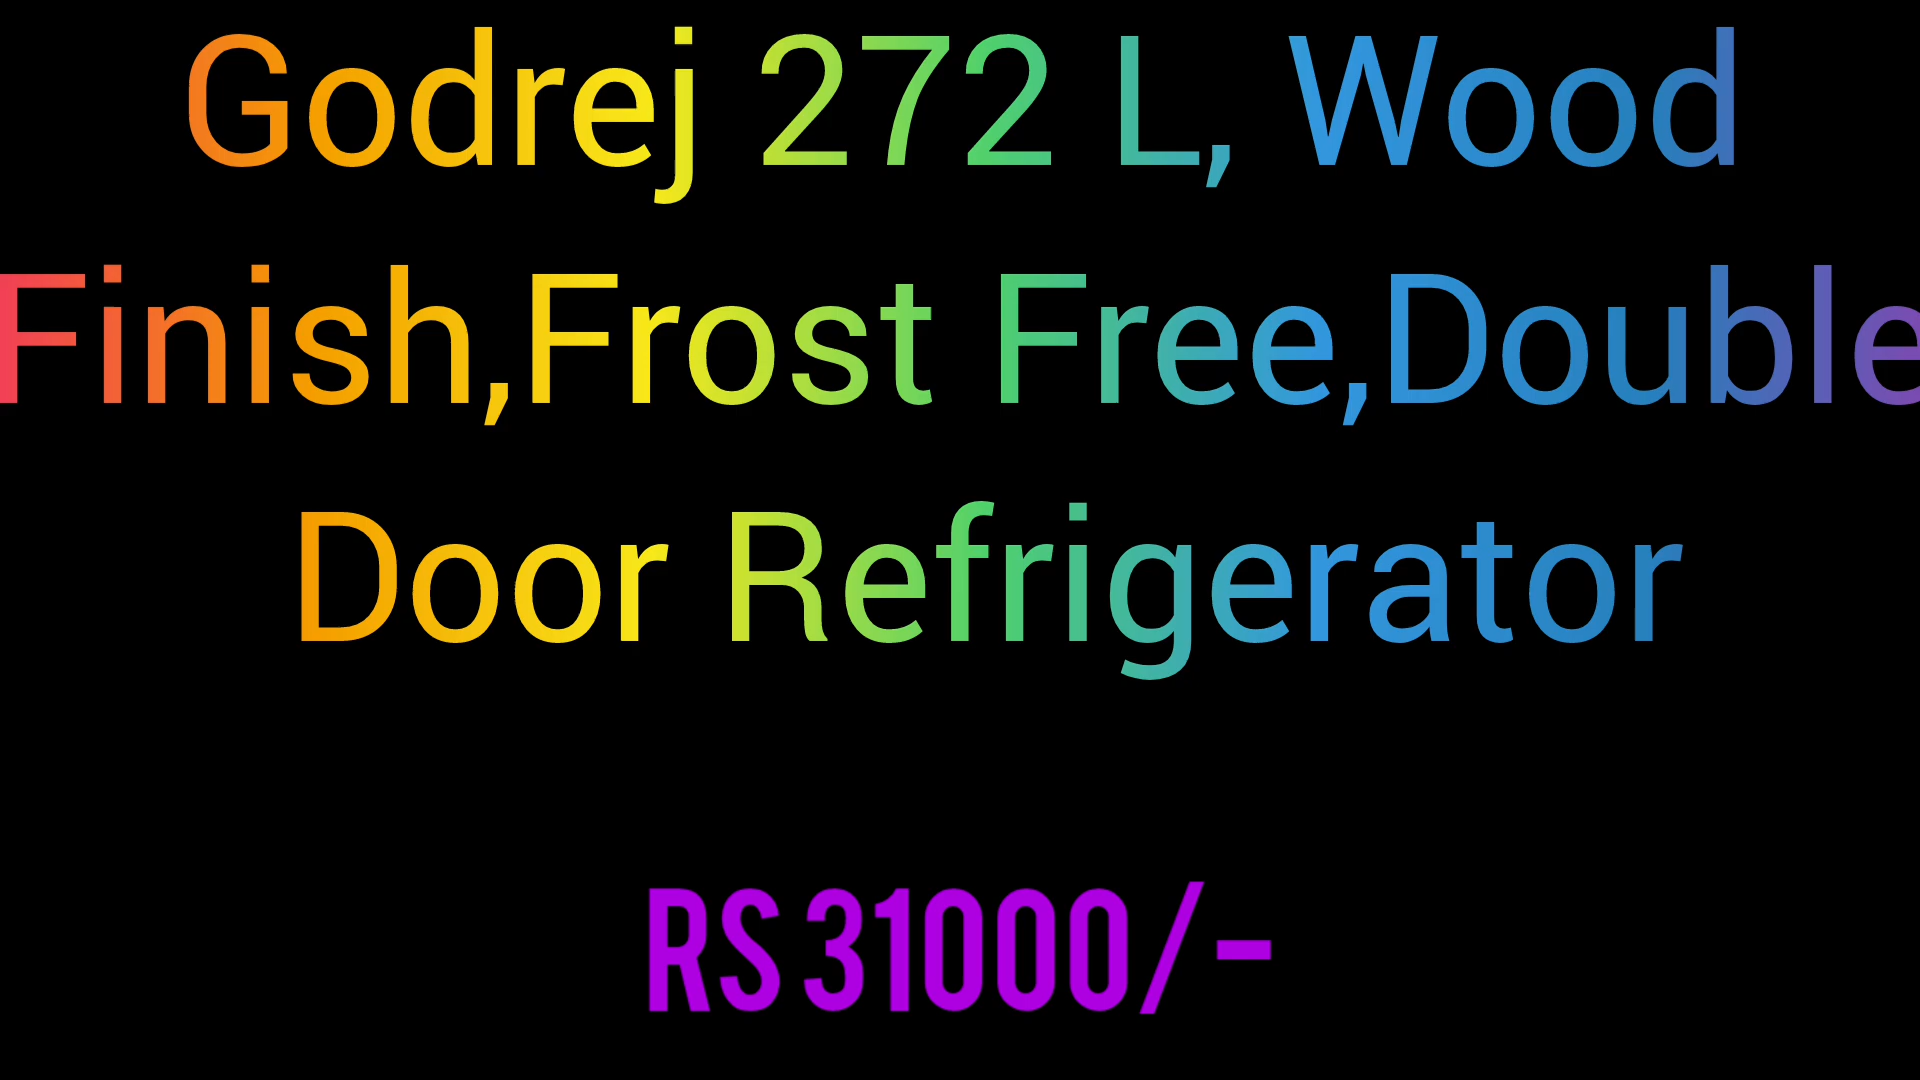 Godrej 272 L, Wood
Finish,Frost Free,Double
Door Refrigerator
RS 31000/-